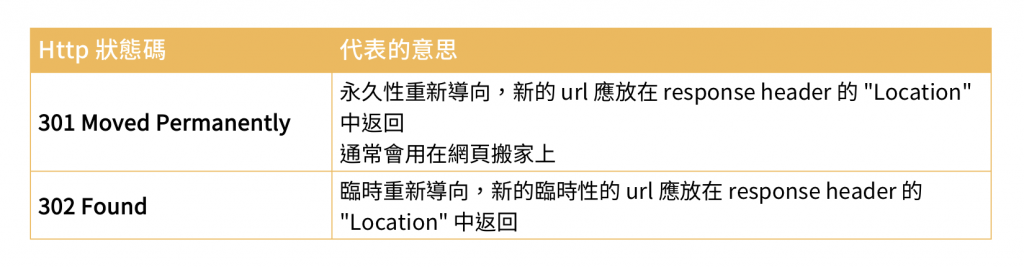 Http 狀態碼
代表的意思
301 Moved Permanently
永久性重新導向，新的 url 應放在 response header 的 "Location"
中返回
通常會用在網頁搬家上
302 Found
臨時重新導向，新的臨時性的 url 應放在 response header 的
"Location" 中返回